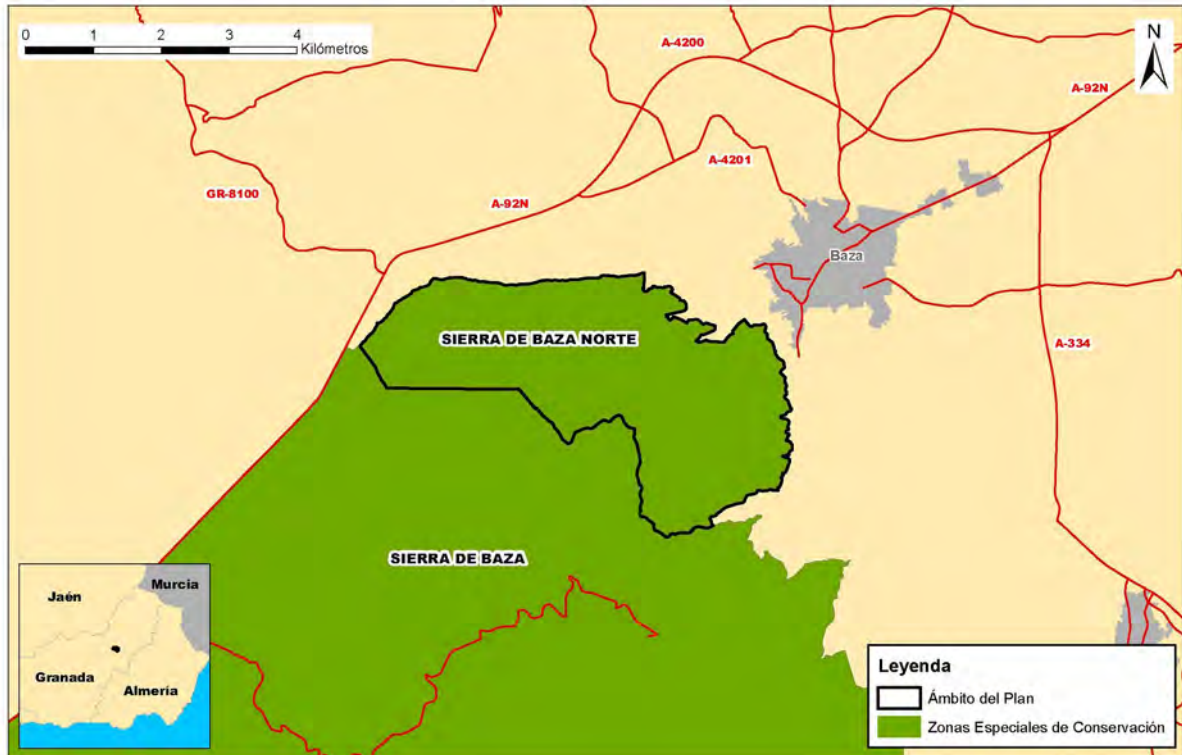 0 1 2 3 4
Kilómetros
N
A-4200
A-92N
A-4201
GR-8100
A-92N
Baza
SIERRA DE BAZA NORTE
A-334
SIERRA DE BAZA
Murcia
Jaén
Granada
Almería
Leyenda
Ámbito del Plan
Zonas Especiales de Conservación